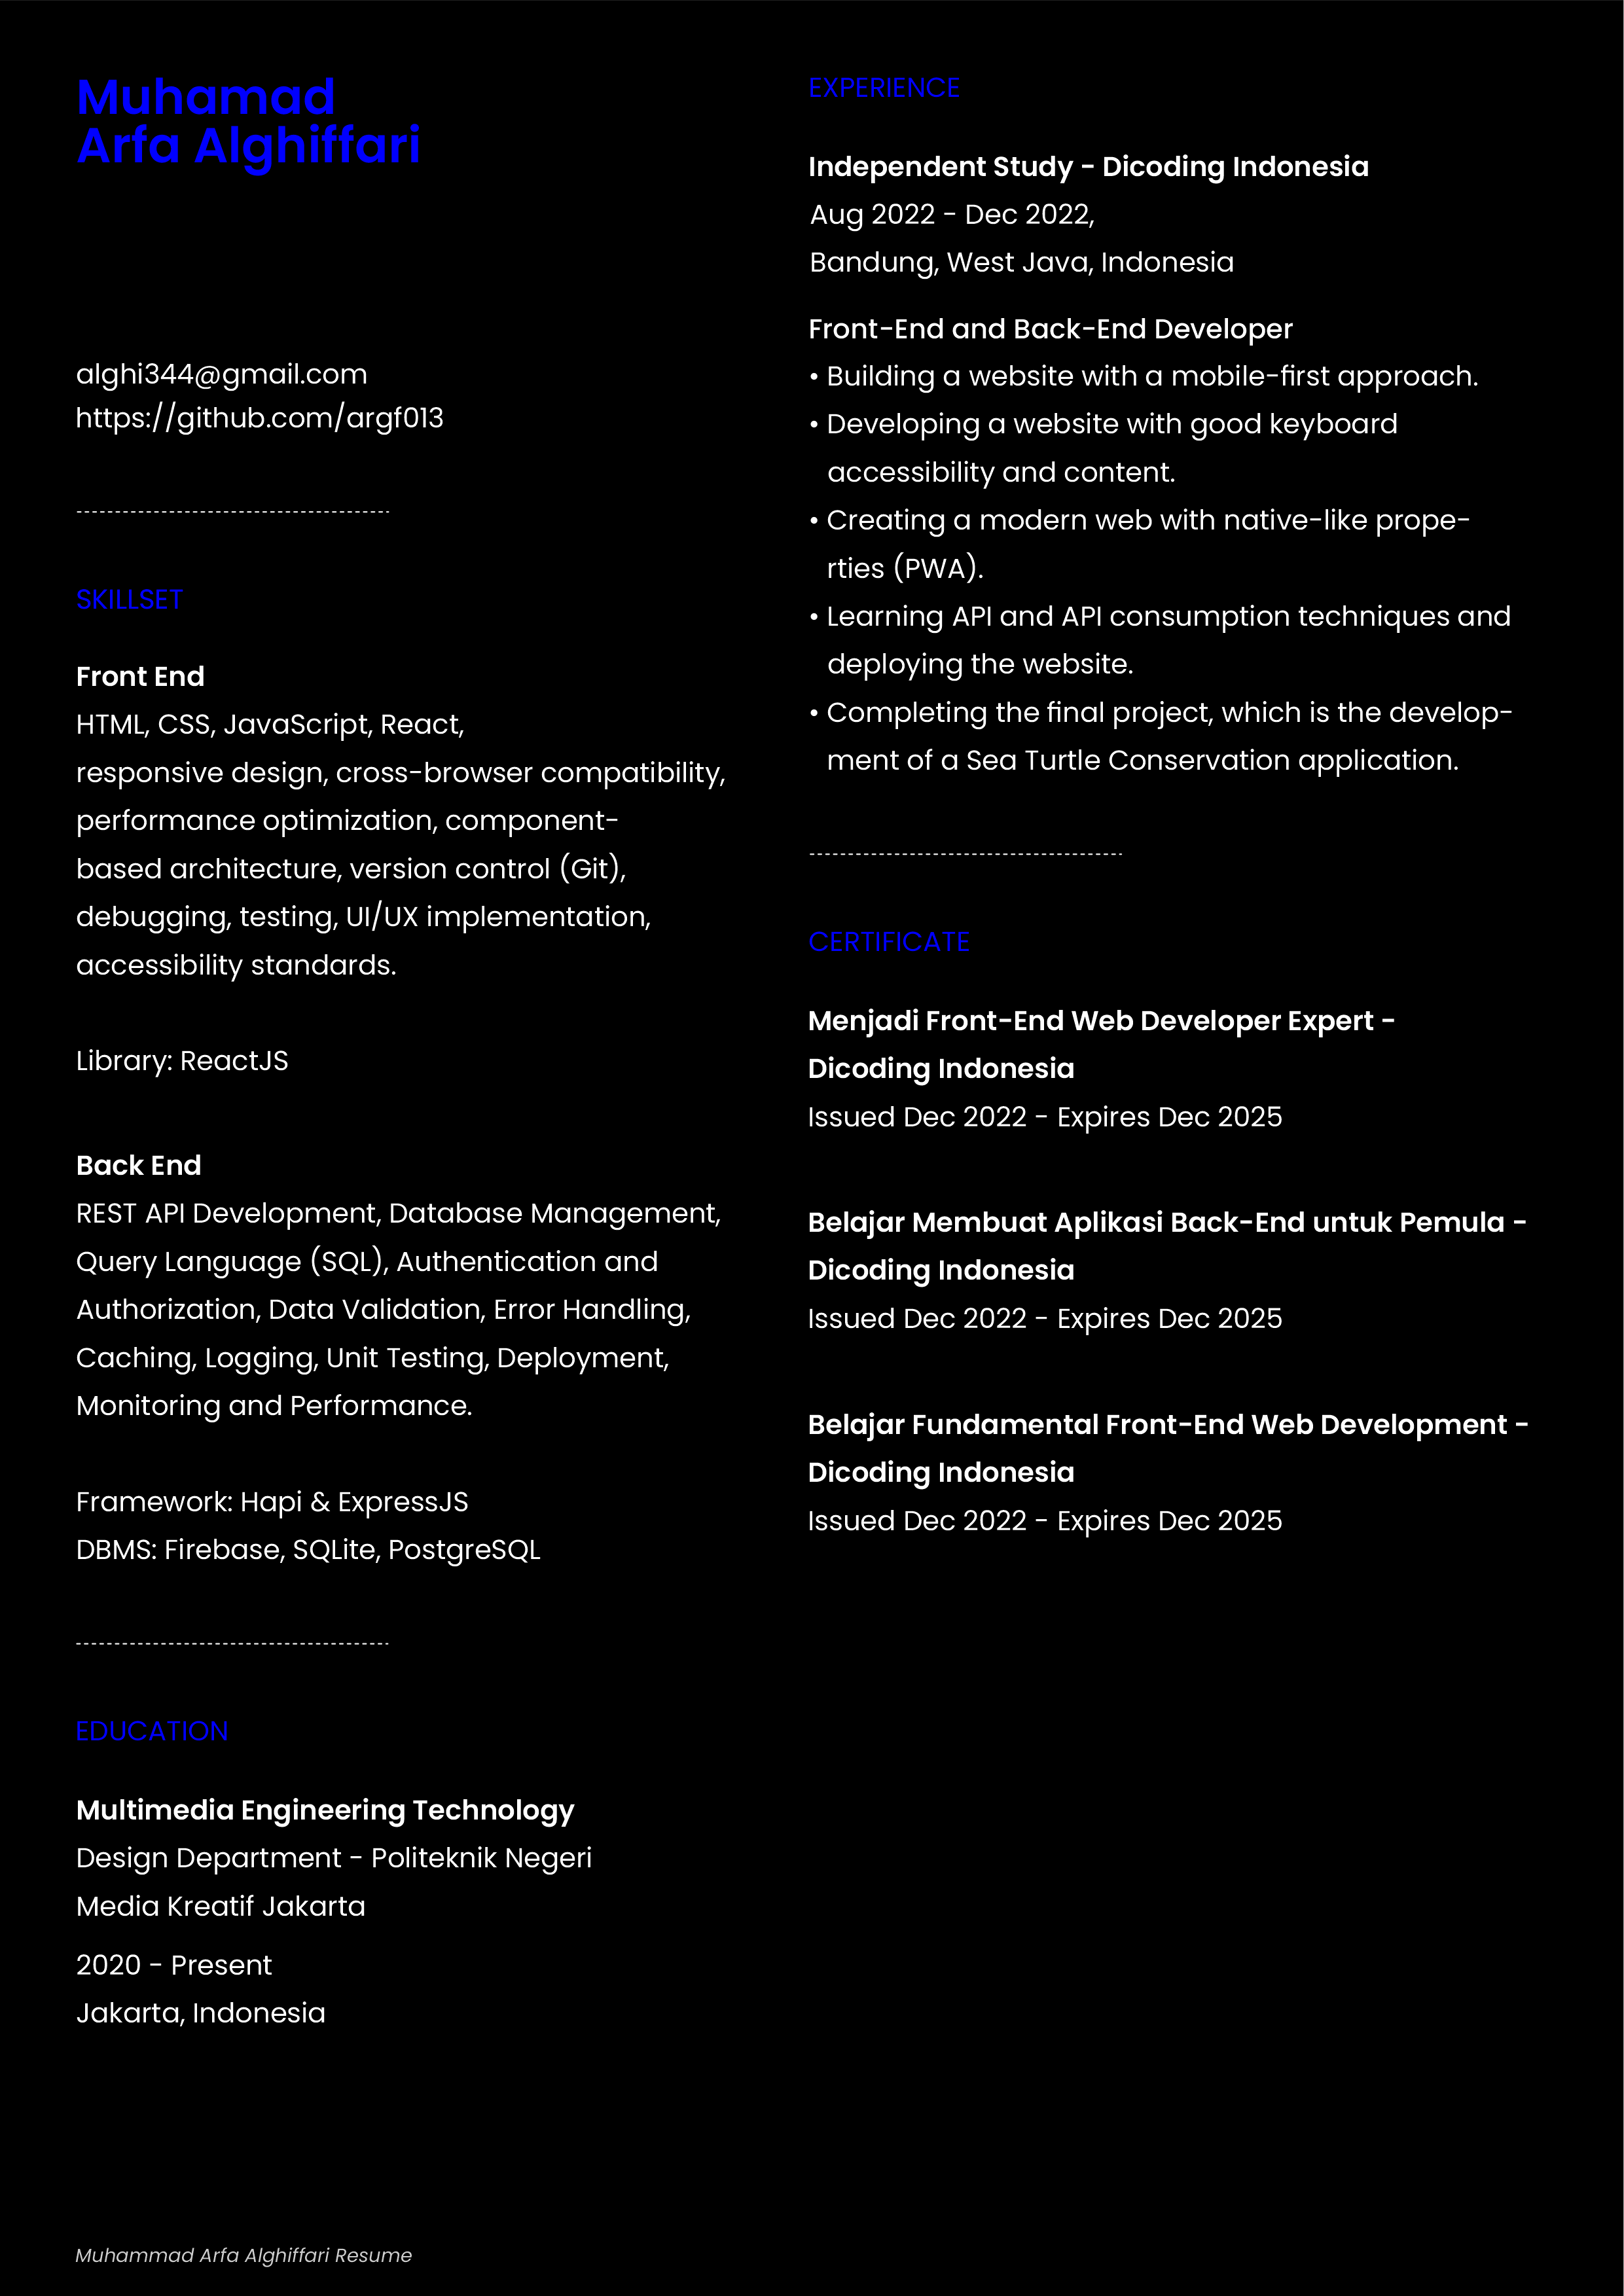 Muhamad
Arfa Alghiffari
alghi344@gmail.com
https://github.com/argf013
SKILLSET
Front End
HTML, CSS, JavaScript, React,
responsive design, cross-browser compatibility,
performance optimization, component-
based architecture, version control (Git),
debugging, testing, UI/UX implementation,
accessibility standards.
Library: ReactJS
Back End
REST API Development, Database Management,
Query Language (SQL), Authentication and
Authorization, Data Validation, Error Handling,
Caching, Logging, Unit Testing, Deployment,
Monitoring and Performance.
Framework: Hapi & ExpressJS
DBMS: Firebase, SQLite, PostgreSQL
EDUCATION
Multimedia Engineering Technology
Design Department - Politeknik Negeri
Media Kreatif Jakarta
2020 - Present
Jakarta, Indonesia
EXPERIENCE
Independent Study - Dicoding Indonesia
Aug 2022 - Dec 2022,
Bandung, West Java, Indonesia
Front-End and Back-End Developer
• Building a website with a mobile-first approach.
• Developing a website with good keyboard
accessibility and content.
• Creating a modern web with native-like prope-
rties (PWA).
• Learning API and API consumption techniques and
deploying the website.
• Completing the final project, which is the develop-
ment of a Sea Turtle Conservation application.
CERTIFICATE
Menjadi Front-End Web Developer Expert -
Dicoding Indonesia
Issued Dec 2022 - Expires Dec 2025
Belajar Membuat Aplikasi Back-End untuk Pemula -
Dicoding Indonesia
Issued Dec 2022 - Expires Dec 2025
Belajar Fundamental Front-End Web Development -
Dicoding Indonesia
Issued Dec 2022 - Expires Dec 2025
Muhammad Arfa Alghiffari Resume